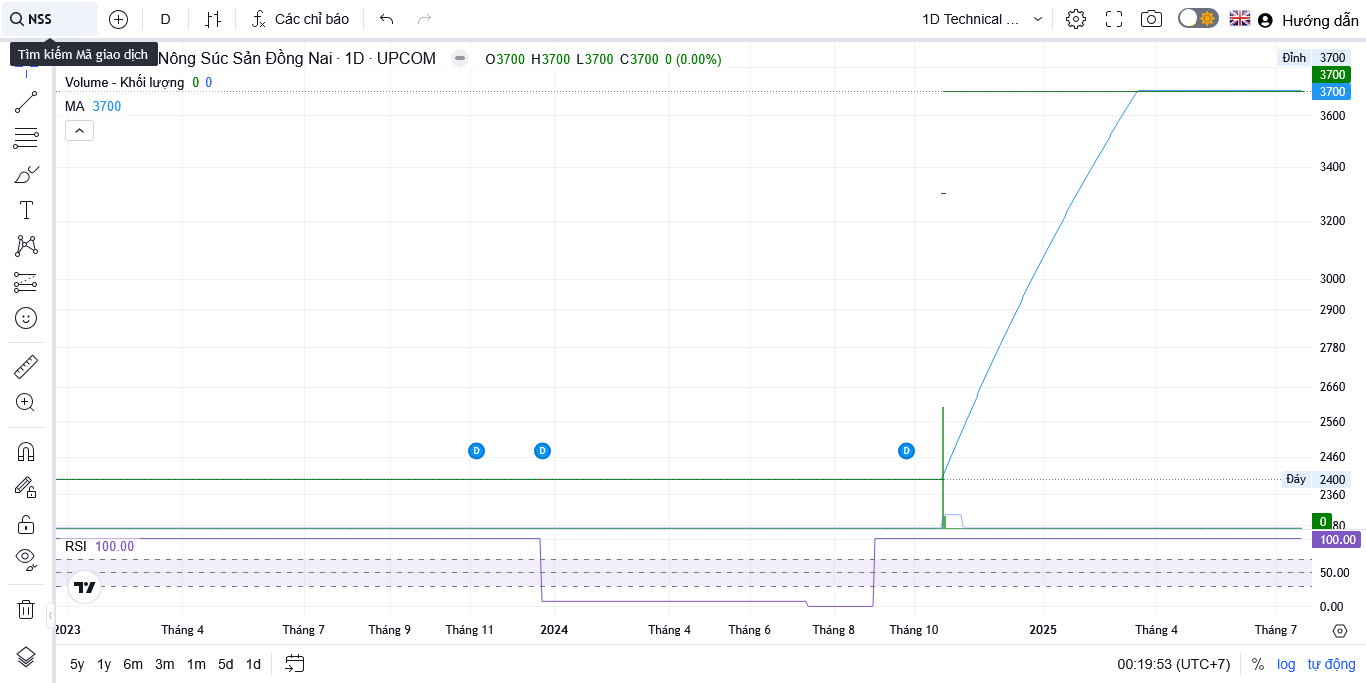 NSS
D
Các chỉ báo
1D Technical ...
Hướng dẫn
Tìm kiếm Mã giao dịch
Nông Súc Sản Đồng Nai · 1D · UPCOM
O3700 H3700 L3700 C3700 0 (0.00%)
Volume - Khối lượng 0 0
MA 3700
Đỉnh 3700
3700
3700
3600
3400
3200
3000
2900
2780
2660
2560
2460
Đáy 2400
2360
0
80
D D D
RSI 100.00
100.00
50.00
0.00
2023 Tháng 4 Tháng 7 Tháng 9 Tháng 11 2024 Tháng 4 Tháng 6 Tháng 8 Tháng 10 2025 Tháng 4 Tháng 7
5y 1y 6m 3m 1m 5d 1d
00:19:53 (UTC+7) % log tự động